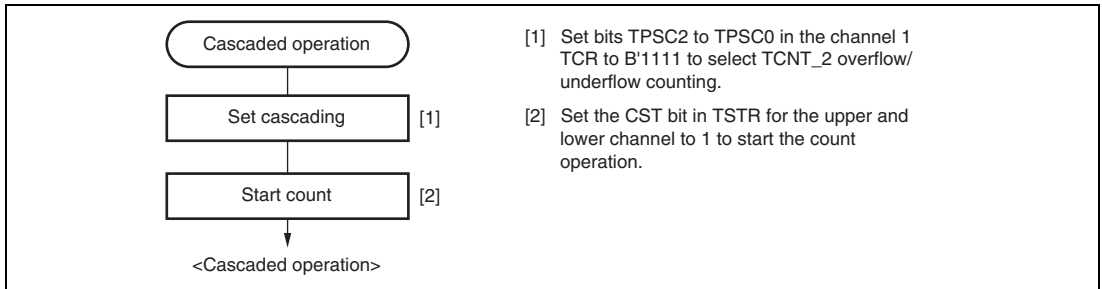 Cascaded operation
Set cascading
[1]
Start count
[2]
<Cascaded operation>
[1] Set bits TPSC2 to TPSC0 in the channel 1
TCR to B'1111 to select TCNT_2 overflow/
underflow counting.
[2] Set the CST bit in TSTR for the upper and
lower channel to 1 to start the count
operation.